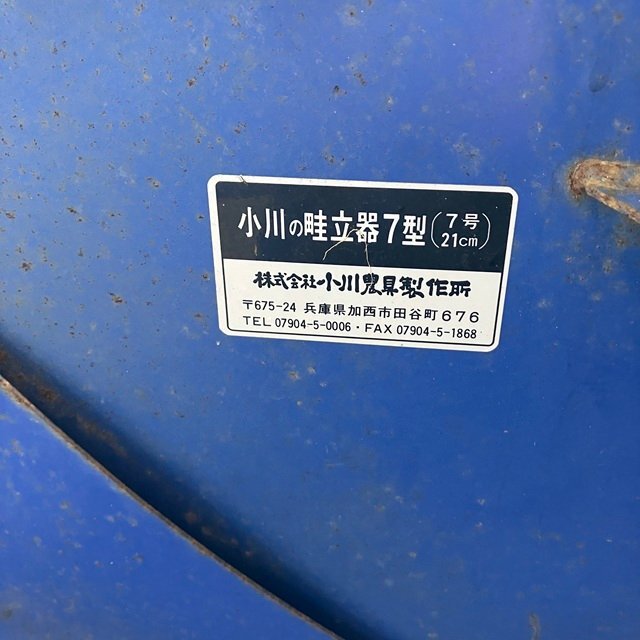 小川の畦立器7型(7号 21cm)
株式会社小川農具製作所
〒675-24 兵庫県加西市田谷町676
TEL 07904-5-0006・FAX 07904-5-1868